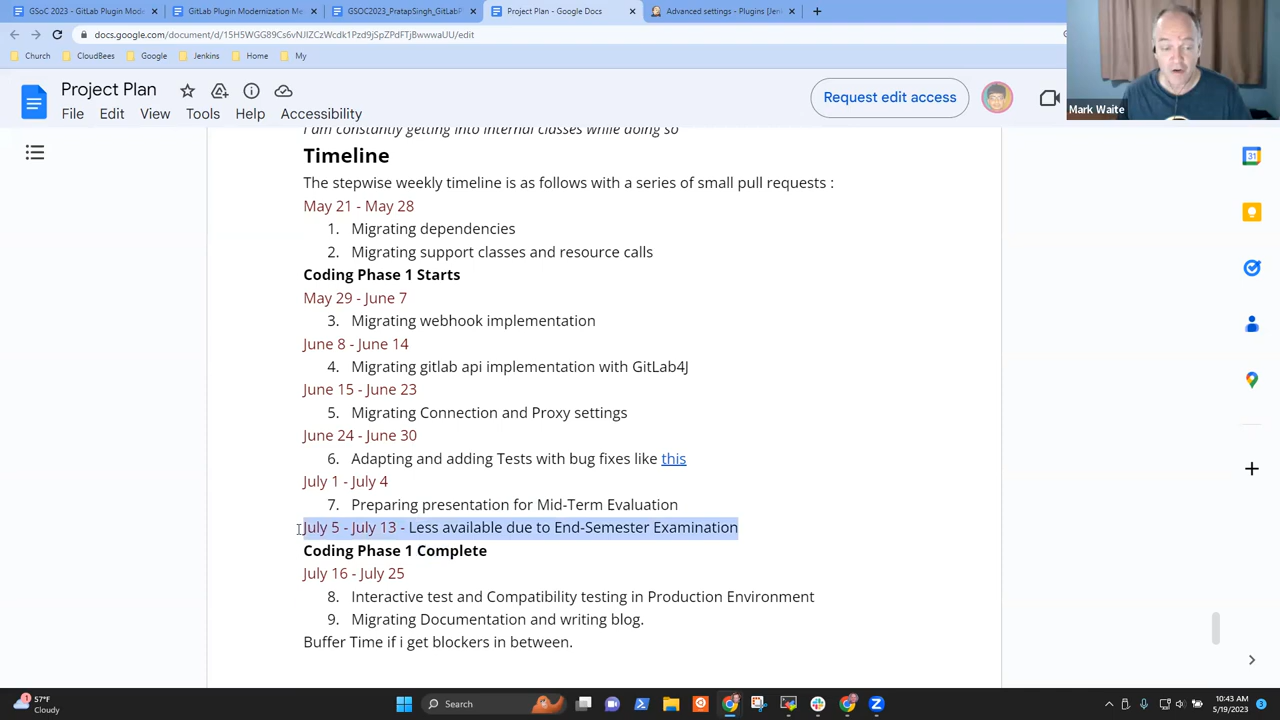 GSoC 2023 - GitLab Plugin Mod
GitLab Plugin Modernization Me
GSOC2023_PratapSingh_GitLabP
Project Plan - Google Docs
Advanced settings - Plugins [Jen
docs.google.com/document/d/15H5WGG89Cs6vNJIZCzWcdk1Pzd9jSpZPdFTjBwwwaUU/edit
Church
CloudBees
Google
Jenkins
Home
My
Project Plan
File Edit View Tools Help Accessibility
Request edit access
Mark Waite
31
I am constantly getting into internal classes while doing so
Timeline
The stepwise weekly timeline is as follows with a series of small pull requests :
May 21 - May 28
1. Migrating dependencies
2. Migrating support classes and resource calls
Coding Phase 1 Starts
May 29 - June 7
3. Migrating webhook implementation
June 8 - June 14
4. Migrating gitlab api implementation with GitLab4J
June 15 - June 23
5. Migrating Connection and Proxy settings
June 24 - June 30
6. Adapting and adding Tests with bug fixes like this
July 1 - July 4
7. Preparing presentation for Mid-Term Evaluation
July 5 - July 13 - Less available due to End-Semester Examination
Coding Phase 1 Complete
July 16 - July 25
8. Interactive test and Compatibility testing in Production Environment
9. Migrating Documentation and writing blog.
Buffer Time if i get blockers in between.
1
57°F
Cloudy
Search
10:43 AM
5/19/2023
3